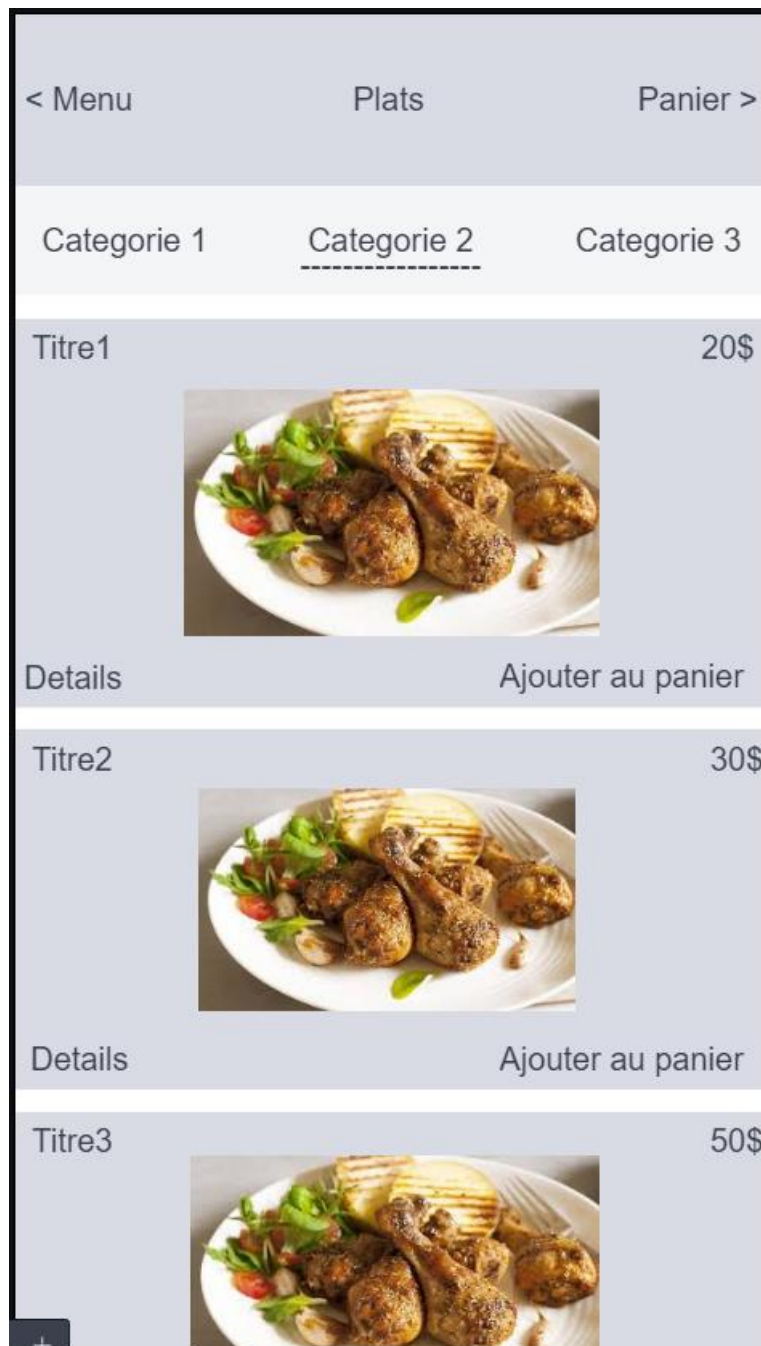 < Menu Plats Panier >
Categorie 1 Categorie 2 Categorie 3
Titre1 20$
Details Ajouter au panier
Titre2 30$
Details Ajouter au panier
Titre3 50$
+